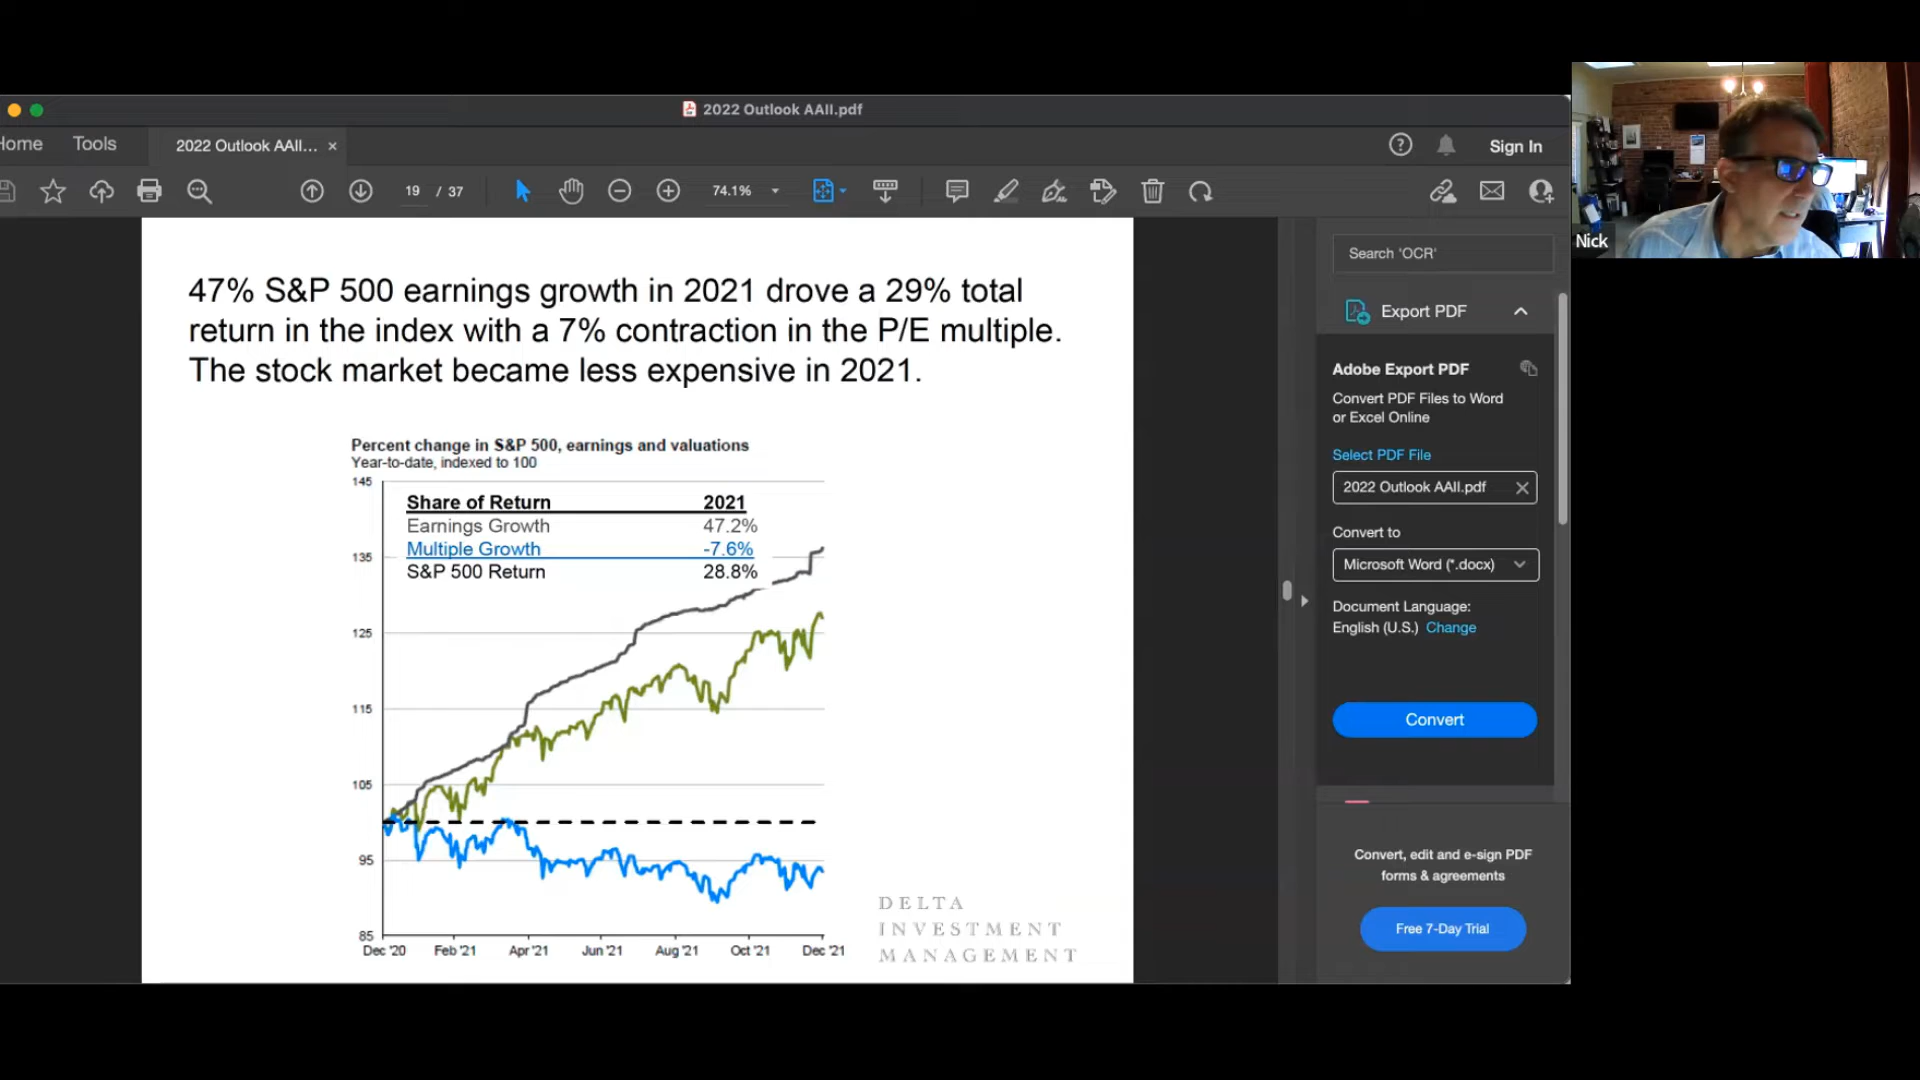 2022 Outlook AAII.pdf
Home
Tools
2022 Outlook AAII...
Sign In
19 / 37
74.1%
Nick
47% S&P 500 earnings growth in 2021 drove a 29% total
return in the index with a 7% contraction in the P/E multiple.
The stock market became less expensive in 2021.
Percent change in S&P 500, earnings and valuations
Year-to-date, indexed to 100
145
135
125
115
105
95
85
Share of Return 2021
Earnings Growth 47.2%
Multiple Growth -7.6%
S&P 500 Return 28.8%
Dec '20 Feb '21 Apr '21 Jun '21 Aug '21 Oct '21 Dec '21
DELTA
INVESTMENT
MANAGEMENT
Search 'OCR'
Export PDF
Adobe Export PDF
Convert PDF Files to Word
or Excel Online
Select PDF File
2022 Outlook AAII.pdf
Convert to
Microsoft Word (*.docx)
Document Language:
English (U.S.) Change
Convert
Convert, edit and e-sign PDF
forms & agreements
Free 7-Day Trial